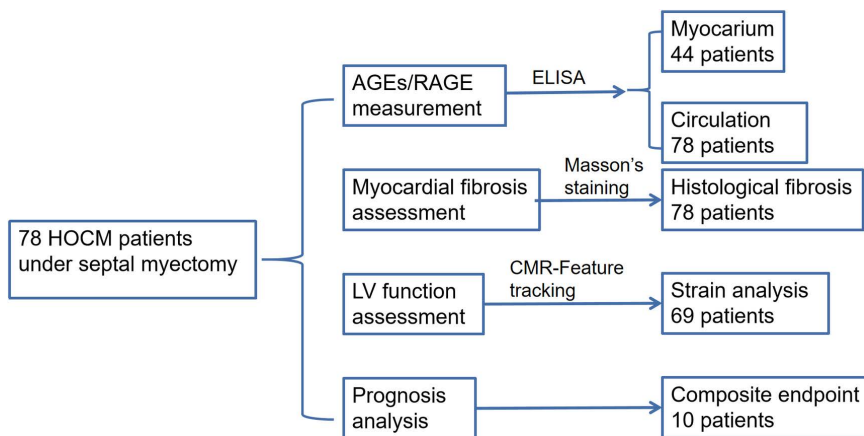 78 HOCM patients
under septal myectomy
AGEs/RAGE
measurement
ELISA
Myocarium
44 patients
Circulation
78 patients
Myocardial fibrosis
assessment
Masson's
staining
Histological fibrosis
78 patients
LV function
assessment
CMR-Feature
tracking
Strain analysis
69 patients
Prognosis
analysis
Composite endpoint
10 patients